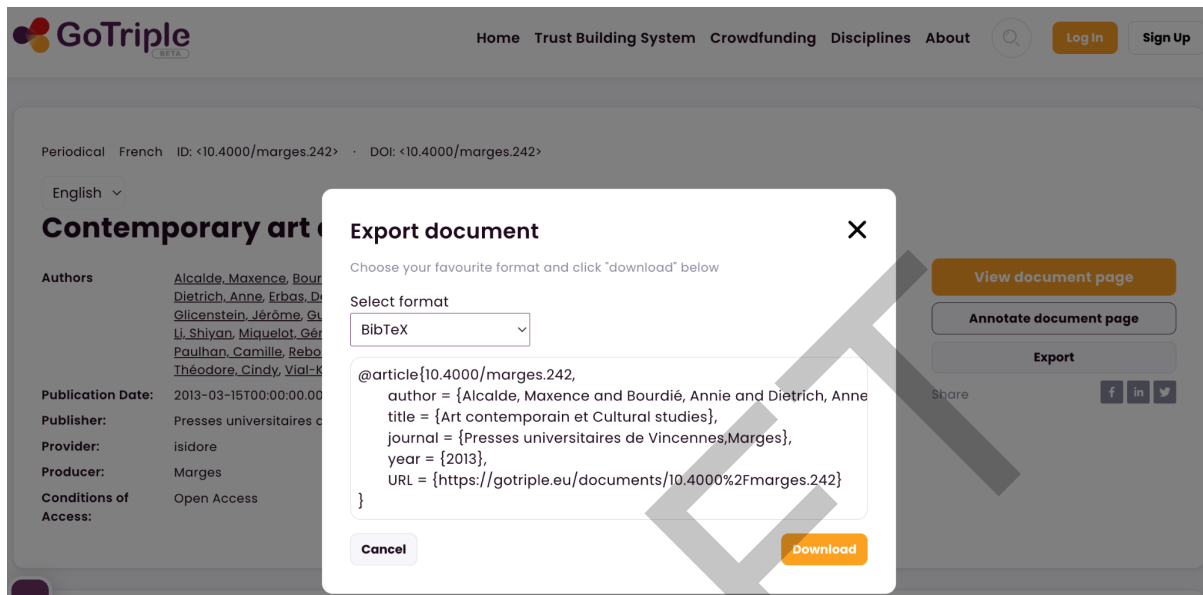 GoTriple
BETA
Home Trust Building System Crowdfunding Disciplines About Log In Sign Up
Periodical French ID: <10.4000/marges.242> · DOI: <10.4000/marges.242>
English
Contemporary art
Export document
Choose your favourite format and click "download" below
Select format
BibTeX
@article{10.4000/marges.242,
author = {Alcalde, Maxence and Bourdié, Annie and Dietrich, Anne
title = {Art contemporain et Cultural studies},
journal = {Presses universitaires de Vincennes,Marges},
year = {2013},
URL = {https://gotriple.eu/documents/10.4000%2Fmarges.242}
}
Cancel Download
Authors Alcalde, Maxence, Bour
Dietrich, Anne, Erbas, D
Glicenstein, Jérôme, Gu
Li, Shiyan, Miquelot, Gér
Paulhan, Camille, Rebo
Théodore, Cindy, Vial-K
Publication Date: 2013-03-15T00:00:00.00
Publisher: Presses universitaires
Provider: isidore
Producer: Marges
Conditions of Open Access
Access:
View document page
Annotate document page
Export
Share f in